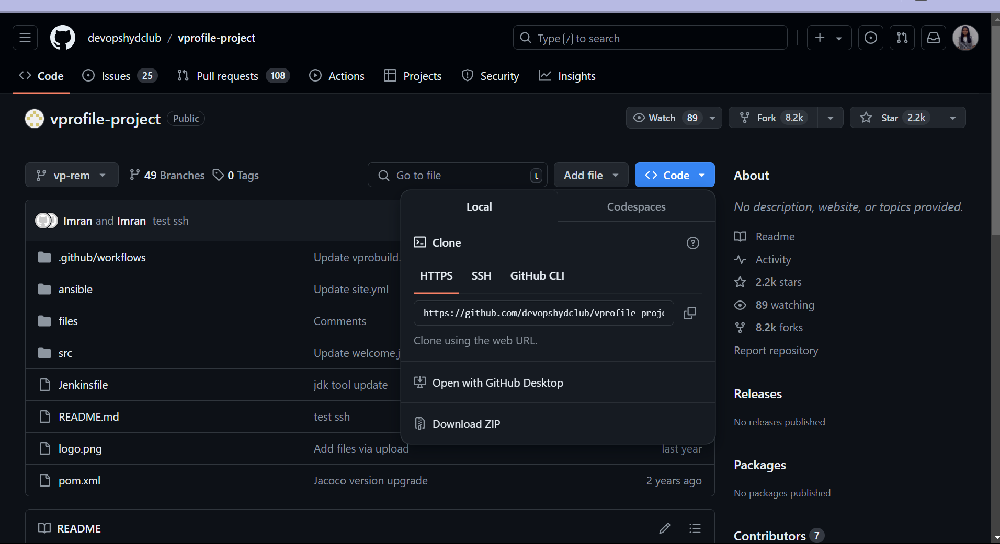 devopshydclub / vprofile-project
Type / to search
Code
Issues 25
Pull requests 108
Actions
Projects
Security
Insights
vprofile-project Public
Watch 89
Fork 8.2k
Star 2.2k
vp-rem
49 Branches
0 Tags
Go to file t
Add file
Code
Imran and Imran test ssh
.github/workflows Update vprobuild.
ansible Update site.yml
files Comments
src Update welcome.j
Jenkinsfile jdk tool update
README.md test ssh
logo.png Add files via upload last year
pom.xml Jacoco version upgrade 2 years ago
Local Codespaces
Clone
HTTPS SSH GitHub CLI
https://github.com/devopshydclub/vprofile-proje
Clone using the web URL.
Open with GitHub Desktop
Download ZIP
README
About
No description, website, or topics provided.
Readme
Activity
2.2k stars
89 watching
8.2k forks
Report repository
Releases
No releases published
Packages
No packages published
Contributors 7